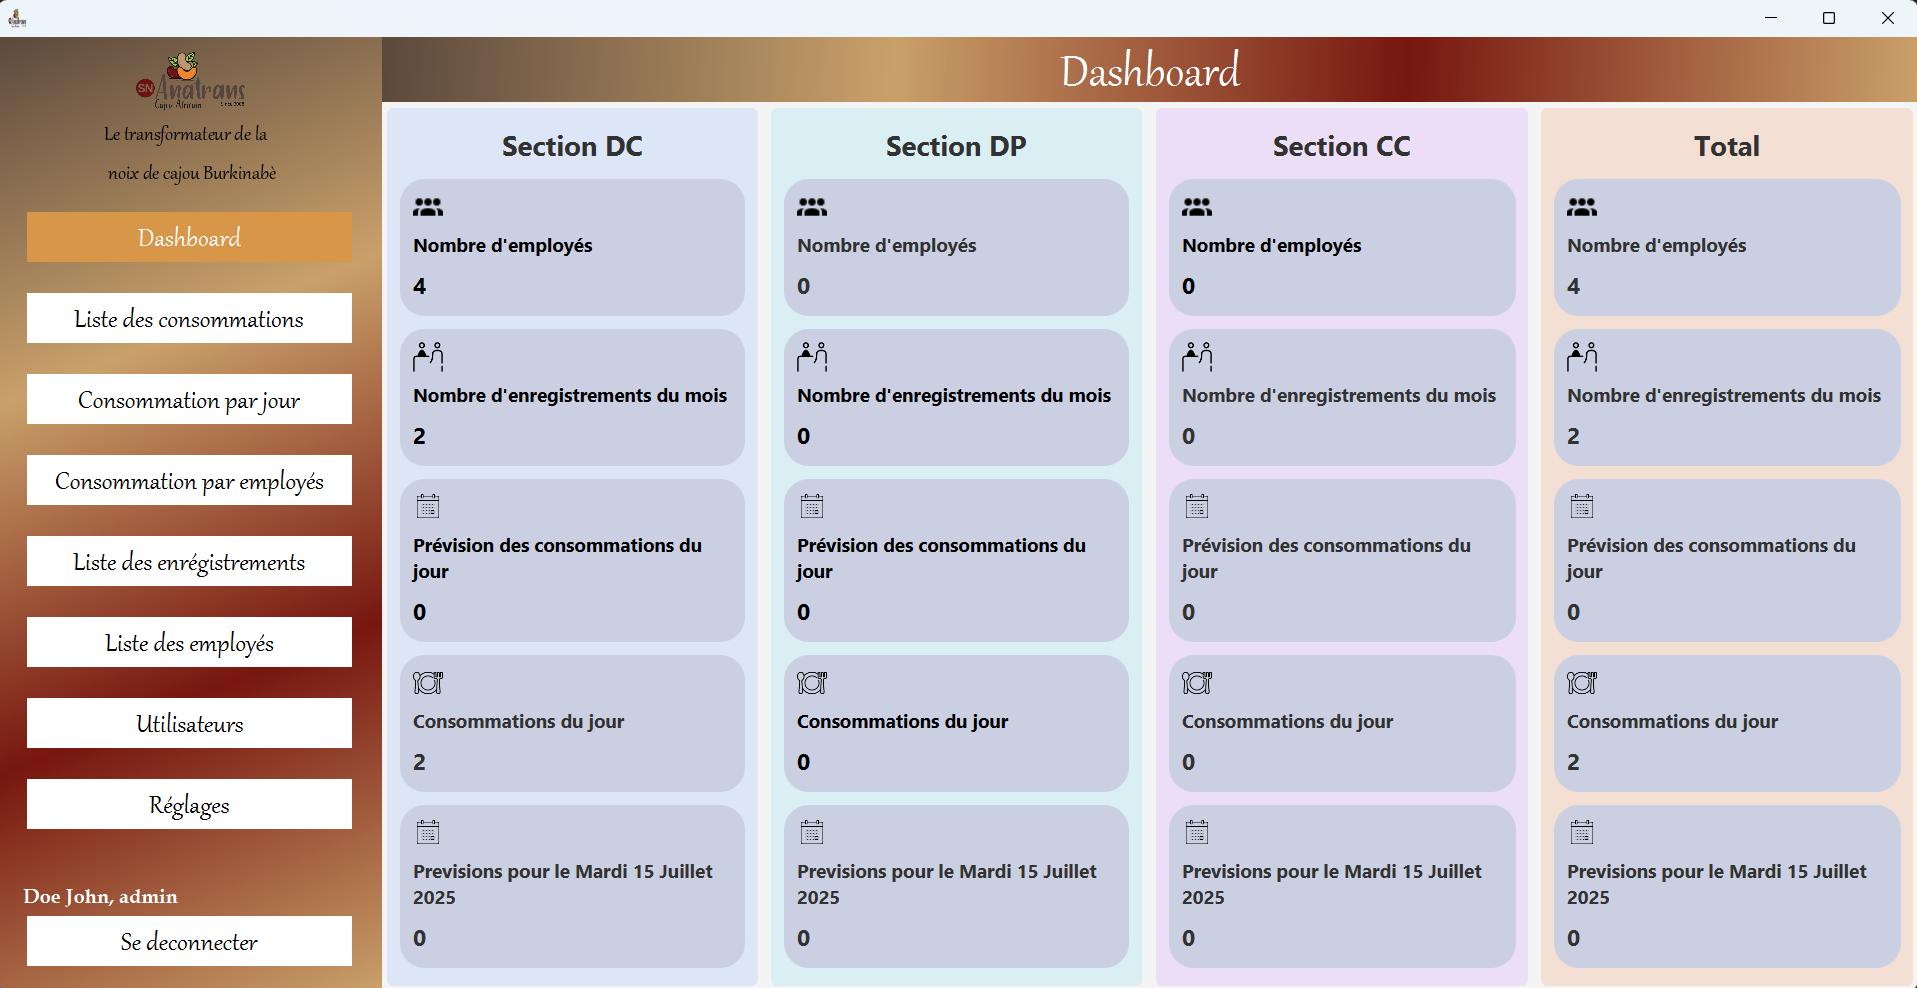 SN Anatrans
Cajou Africain
Le transformateur de la
noix de cajou Burkinabè
Dashboard
Liste des consommations
Consommation par jour
Consommation par employés
Liste des enrégistrements
Liste des employés
Utilisateurs
Réglages
Doe John, admin
Se deconnecter
Dashboard
Section DC
Nombre d'employés
4
Nombre d'enregistrements du mois
2
Prévision des consommations du
jour
0
Consommations du jour
2
Previsions pour le Mardi 15 Juillet
2025
0
Section DP
Nombre d'employés
0
Nombre d'enregistrements du mois
0
Prévision des consommations du
jour
0
Consommations du jour
0
Previsions pour le Mardi 15 Juillet
2025
0
Section CC
Nombre d'employés
0
Nombre d'enregistrements du mois
0
Prévision des consommations du
jour
0
Consommations du jour
0
Previsions pour le Mardi 15 Juillet
2025
0
Total
Nombre d'employés
4
Nombre d'enregistrements du mois
2
Prévision des consommations du
jour
0
Consommations du jour
2
Previsions pour le Mardi 15 Juillet
2025
0